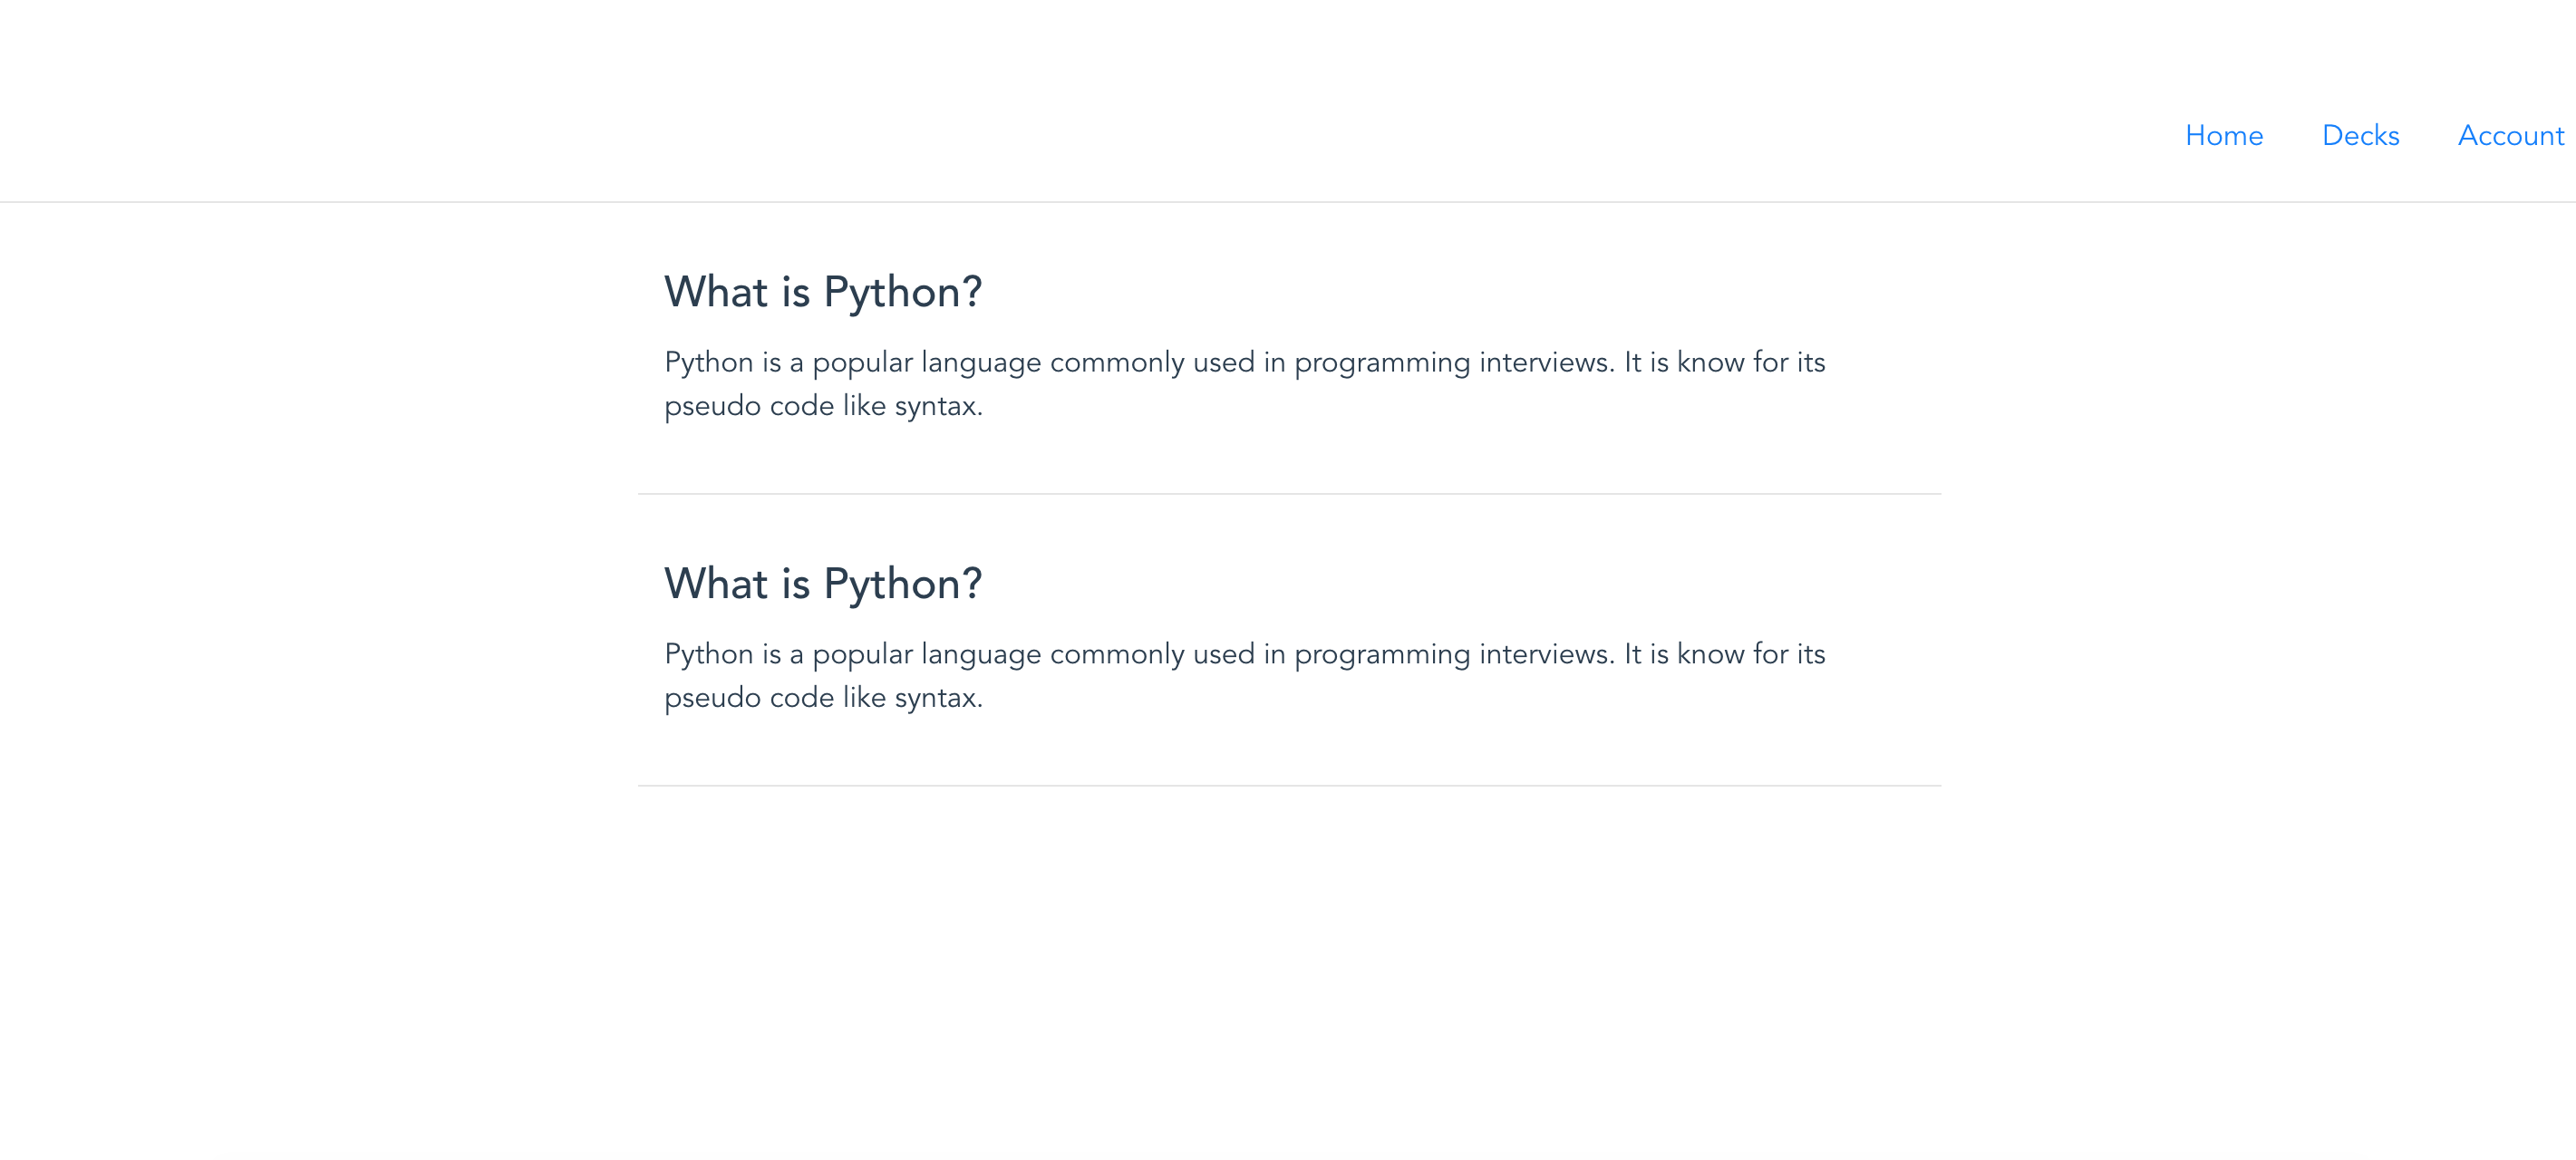 Home Decks Account
What is Python?
Python is a popular language commonly used in programming interviews. It is know for its
pseudo code like syntax.
What is Python?
Python is a popular language commonly used in programming interviews. It is know for its
pseudo code like syntax.